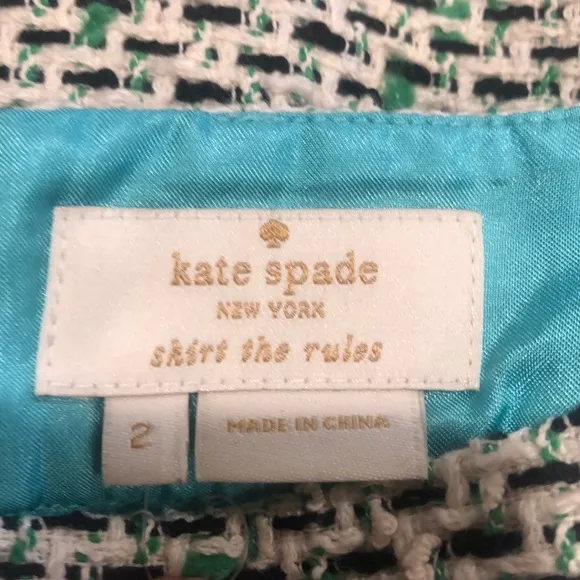 kate spade
NEW YORK
skirt the rules
2
MADE IN CHINA